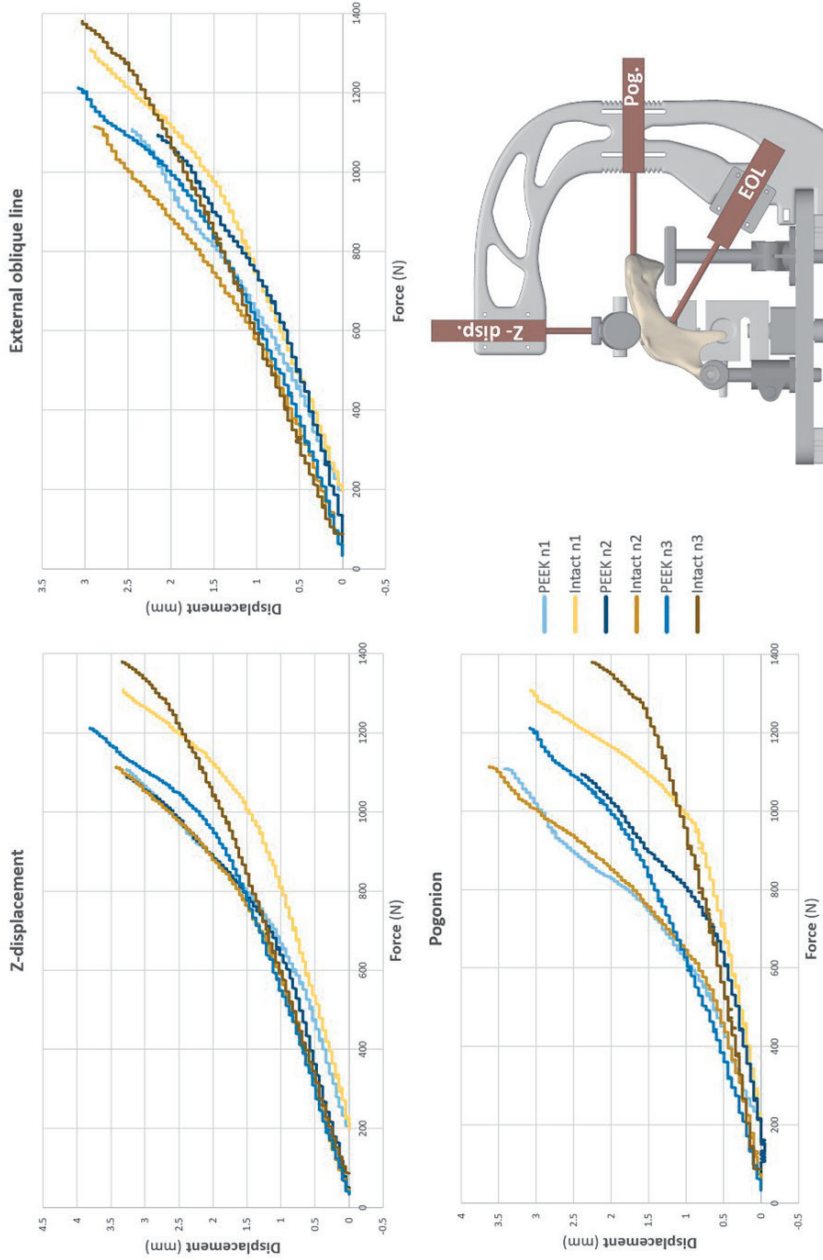 Z-displacement
4.5
4
3.5
3
2.5
2
1.5
1
0.5
0
Displacement (mm)
0
200
400
600
800
1000
1200
1400
Force (N)
External oblique line
3.5
3
2.5
2
1.5
1
0.5
0
Displacement (mm)
0
200
400
600
800
1000
1200
1400
Force (N)
Pogonion
4
3.5
3
2.5
2
1.5
1
0.5
0
-0.5
Displacement (mm)
0
200
400
600
800
1000
1200
1400
Force (N)
PEEK n1
Intact n1
PEEK n2
Intact n2
PEEK n3
Intact n3
Z- disp.
Pog.
EOL